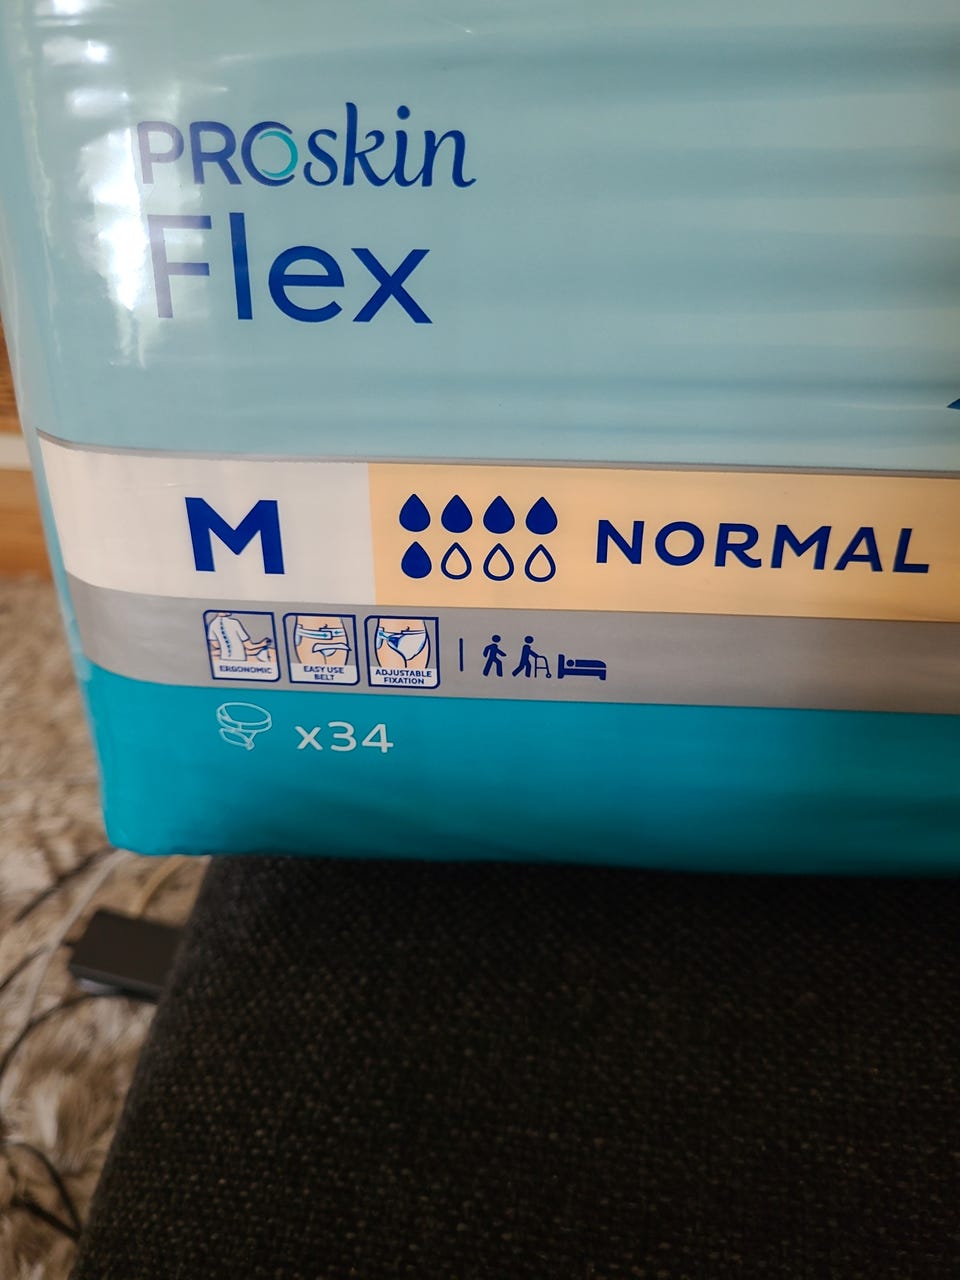 PROskin
Flex
M
NORMAL
ERGONOMIC
EASY USE
BELT
ADJUSTABLE
FIXATION
x34